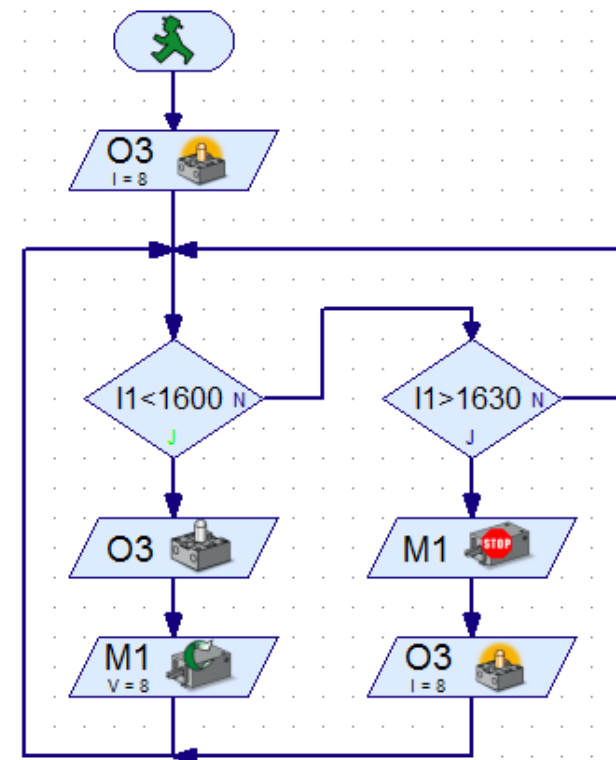 O3
I = 8
I1<1600 N
J
I1>1630 N
J
O3
M1 STOP
M1
V = 8
O3
I = 8